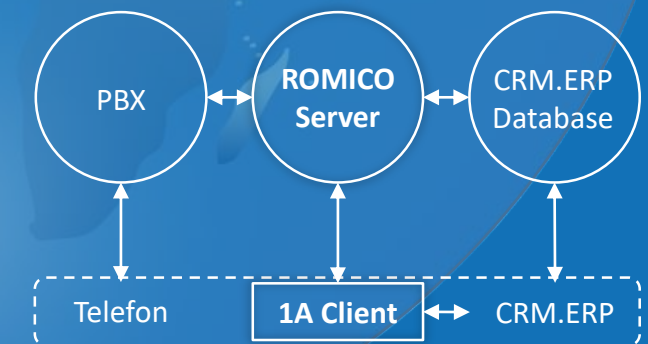 PBX
ROMICO
Server
CRM.ERP
Database
Telefon
1A Client
CRM.ERP